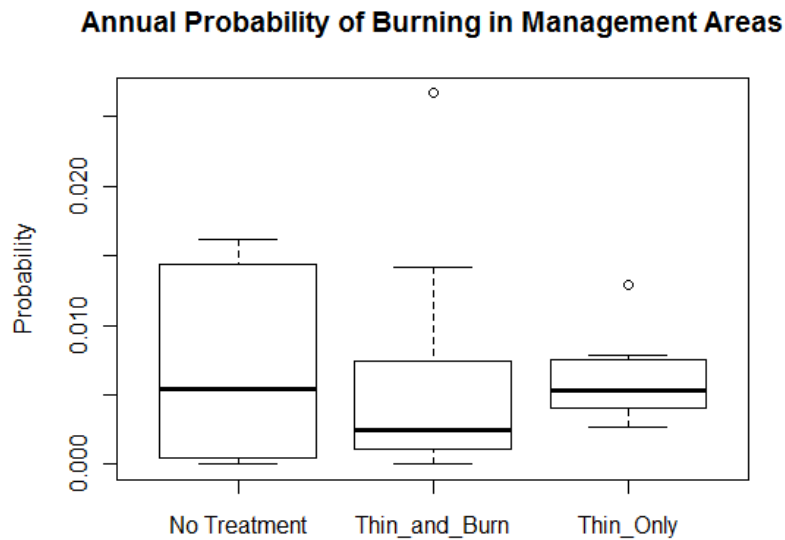 Annual Probability of Burning in Management Areas
Probability
0.020
0.010
0.000
No Treatment Thin_and_Burn Thin_Only